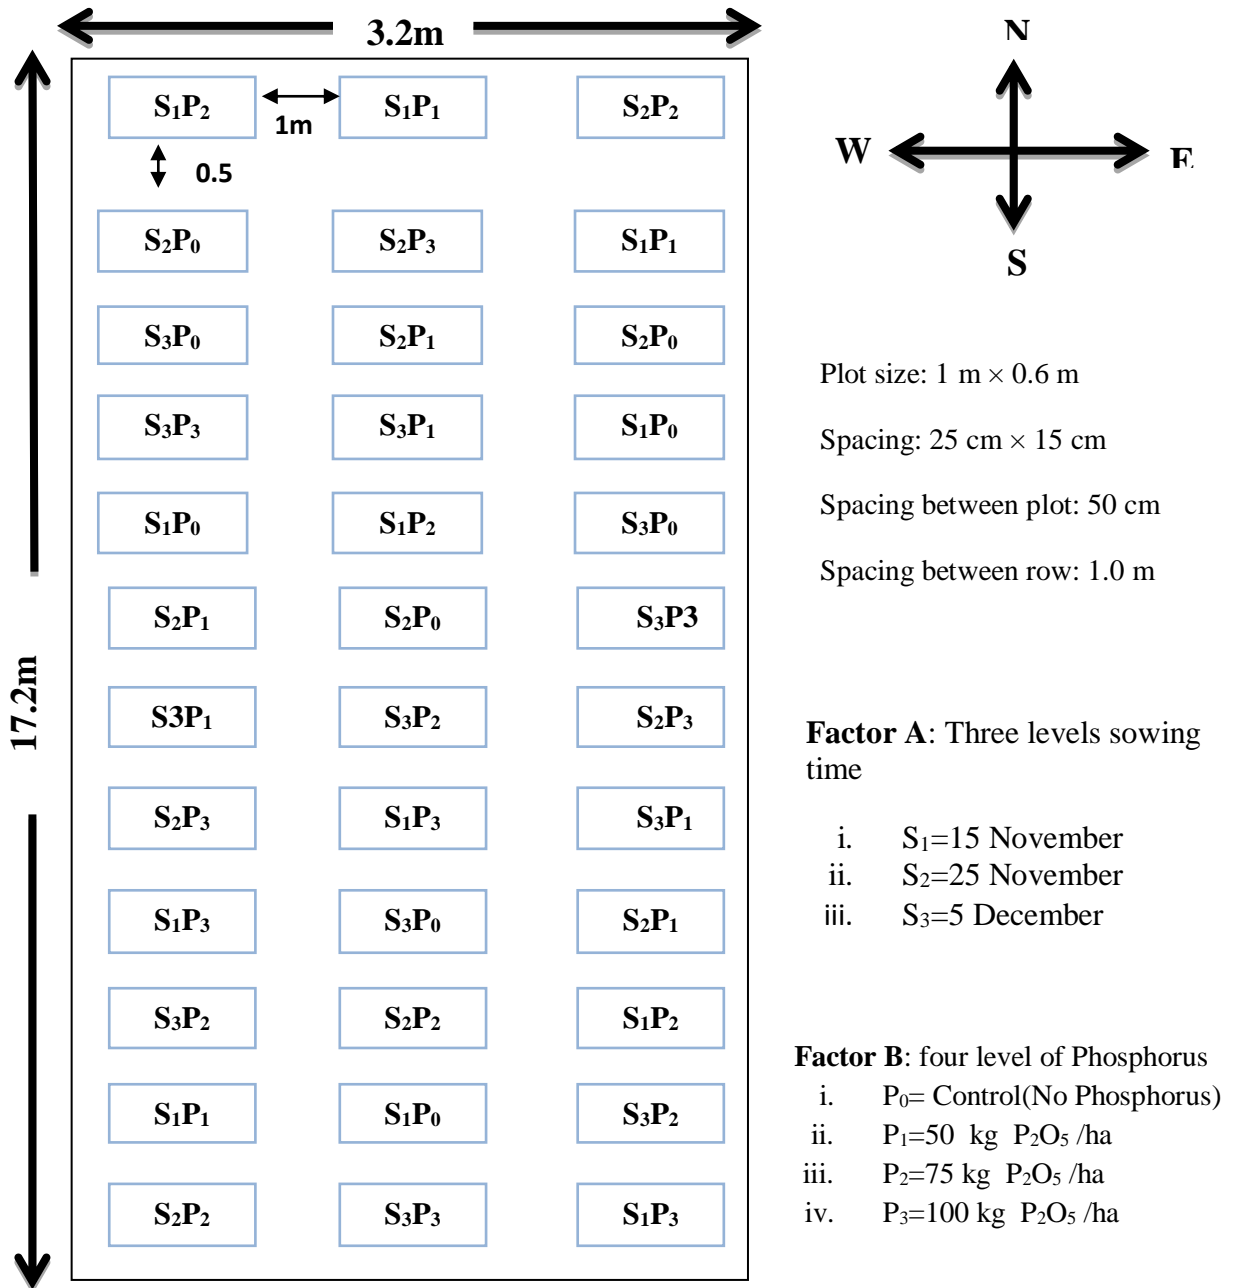 3.2m
N
S₁P₂ S₁P₁ S₂P₂
1m
W E
0.5
S₂P₀ S₂P₃ S₁P₁
S
S₃P₀ S₂P₁ S₂P₀
Plot size: 1 m × 0.6 m
S₃P₃ S₃P₁ S₁P₀
Spacing: 25 cm × 15 cm
S₁P₀ S₁P₂ S₃P₀
Spacing between plot: 50 cm
Spacing between row: 1.0 m
S₂P₁ S₂P₀ S₃P3
17.2m
S3P₁ S₃P₂ S₂P₃
Factor A: Three levels sowing
time
S₂P₃ S₁P₃ S₃P₁
i. S₁=15 November
ii. S₂=25 November
iii. S₃=5 December
S₁P₃ S₃P₀ S₂P₁
S₃P₂ S₂P₂ S₁P₂
Factor B: four level of Phosphorus
i. P₀= Control(No Phosphorus)
ii. P₁=50 kg P₂O₅ /ha
iii. P₂=75 kg P₂O₅ /ha
iv. P₃=100 kg P₂O₅ /ha
S₁P₁ S₁P₀ S₃P₂
S₂P₂ S₃P₃ S₁P₃